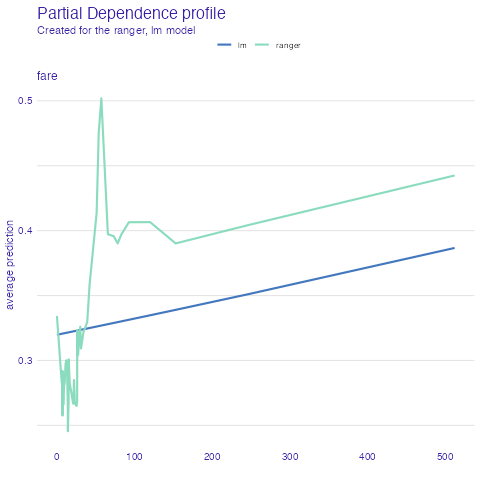 Partial Dependence profile
Created for the ranger, lm model
lm ranger
fare
0.5
0.4
0.3
average prediction
0 100 200 300 400 500